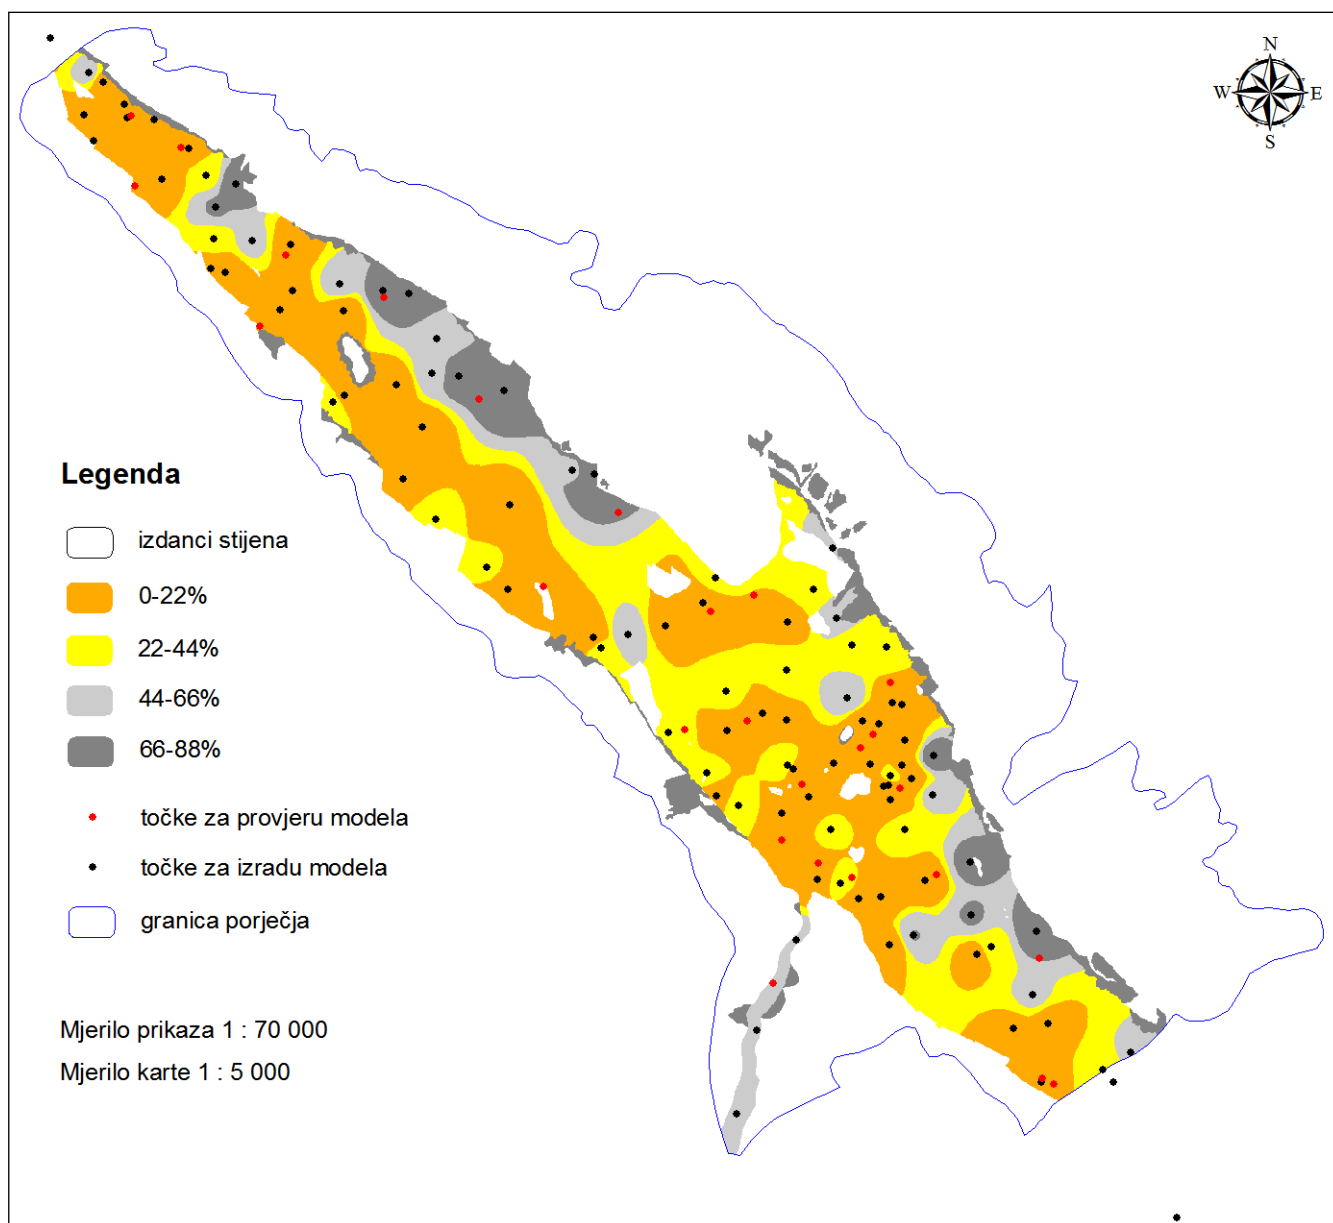 N
W E
S
Legenda
izdanci stijena
0-22%
22-44%
44-66%
66-88%
točke za provjeru modela
točke za izradu modela
granica porječja
Mjerilo prikaza 1 : 70 000
Mjerilo karte 1 : 5 000